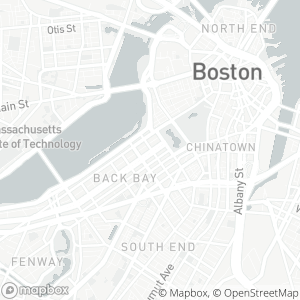 NORTH END
Otis St
Boston
ain St
assachusetts
te of Technology
CHINATOWN
BACK BAY
Albany St
SOUTH END
FENWAY
mut Ave
mapbox
© Mapbox © OpenStreetMap